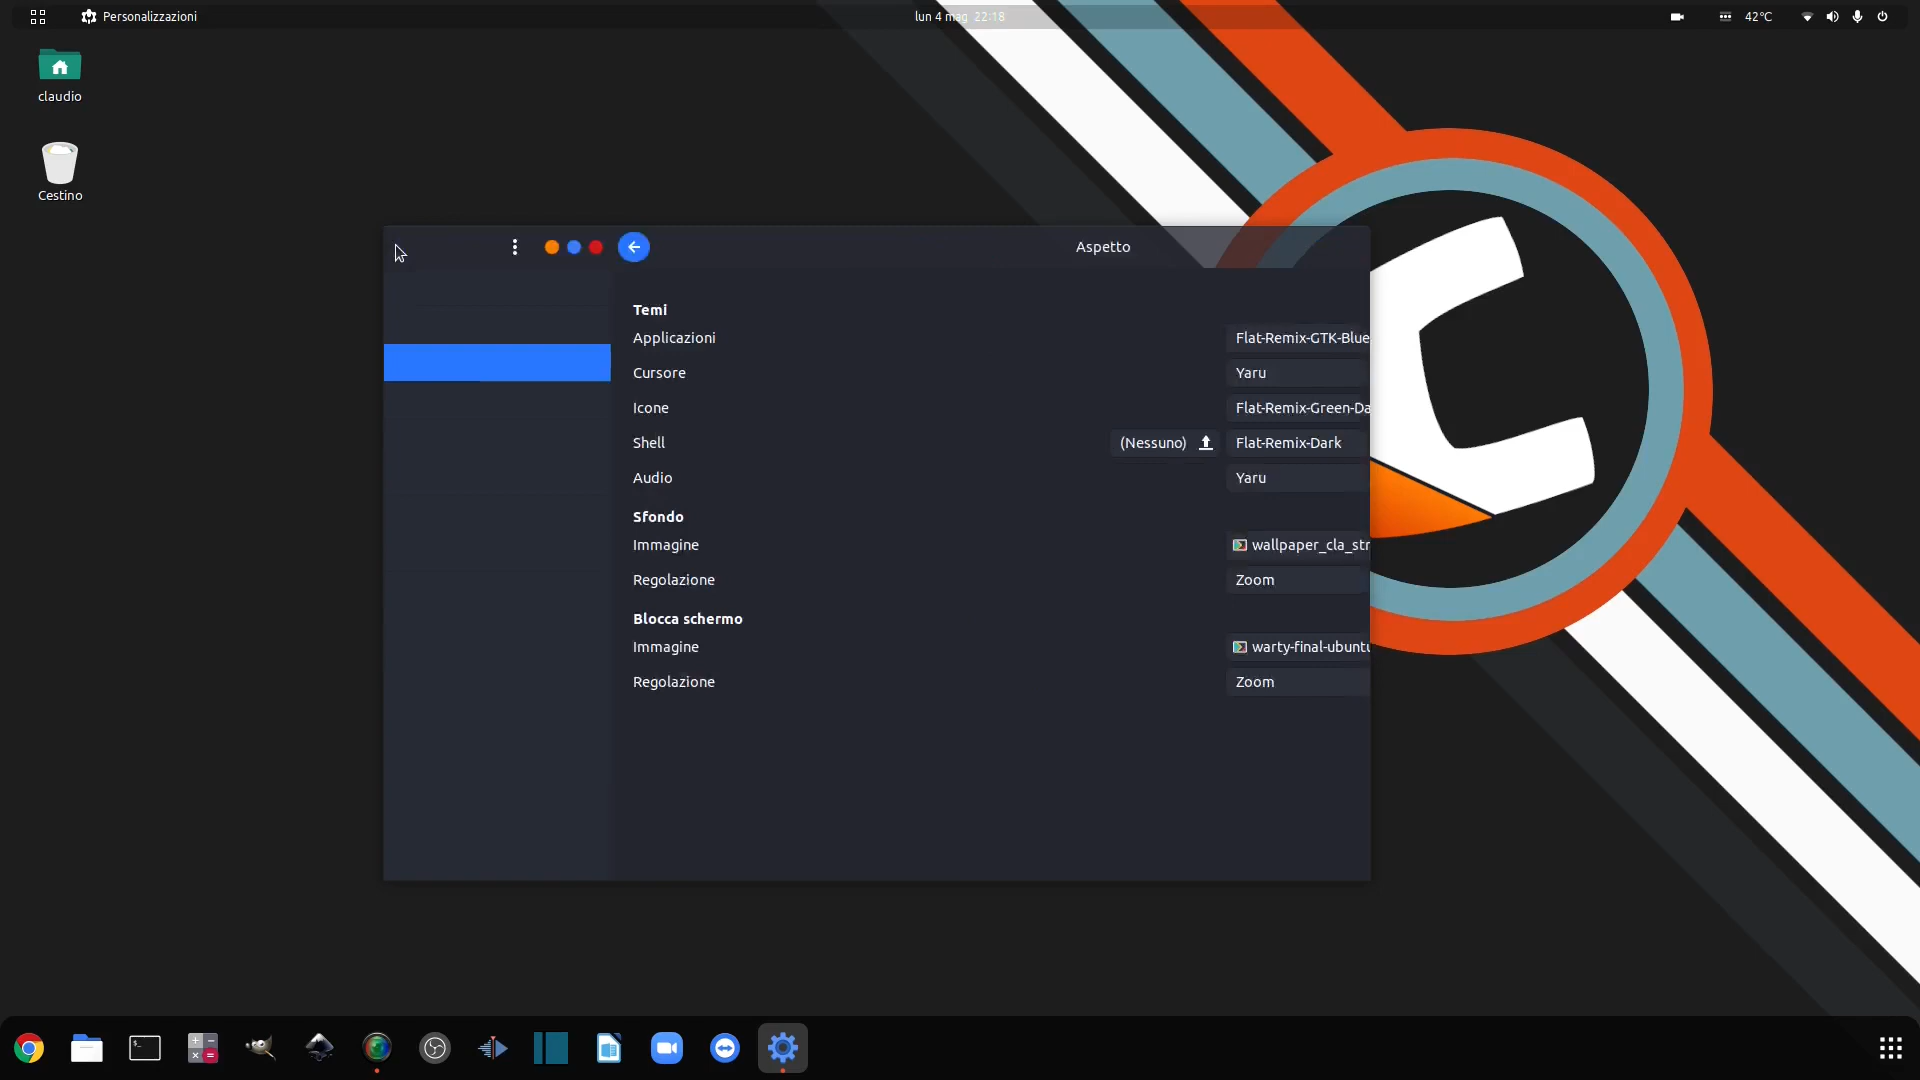 Personalizzazioni
lun 4 mag 22:18
42°C
claudio
Cestino
Aspetto
Temi
Applicazioni
Flat-Remix-GTK-Blue
Cursore
Yaru
Icone
Flat-Remix-Green-Da
Shell
(Nessuno)
Flat-Remix-Dark
Audio
Yaru
Sfondo
Immagine
wallpaper_cla_str
Regolazione
Zoom
Blocca schermo
Immagine
warty-final-ubuntu
Regolazione
Zoom